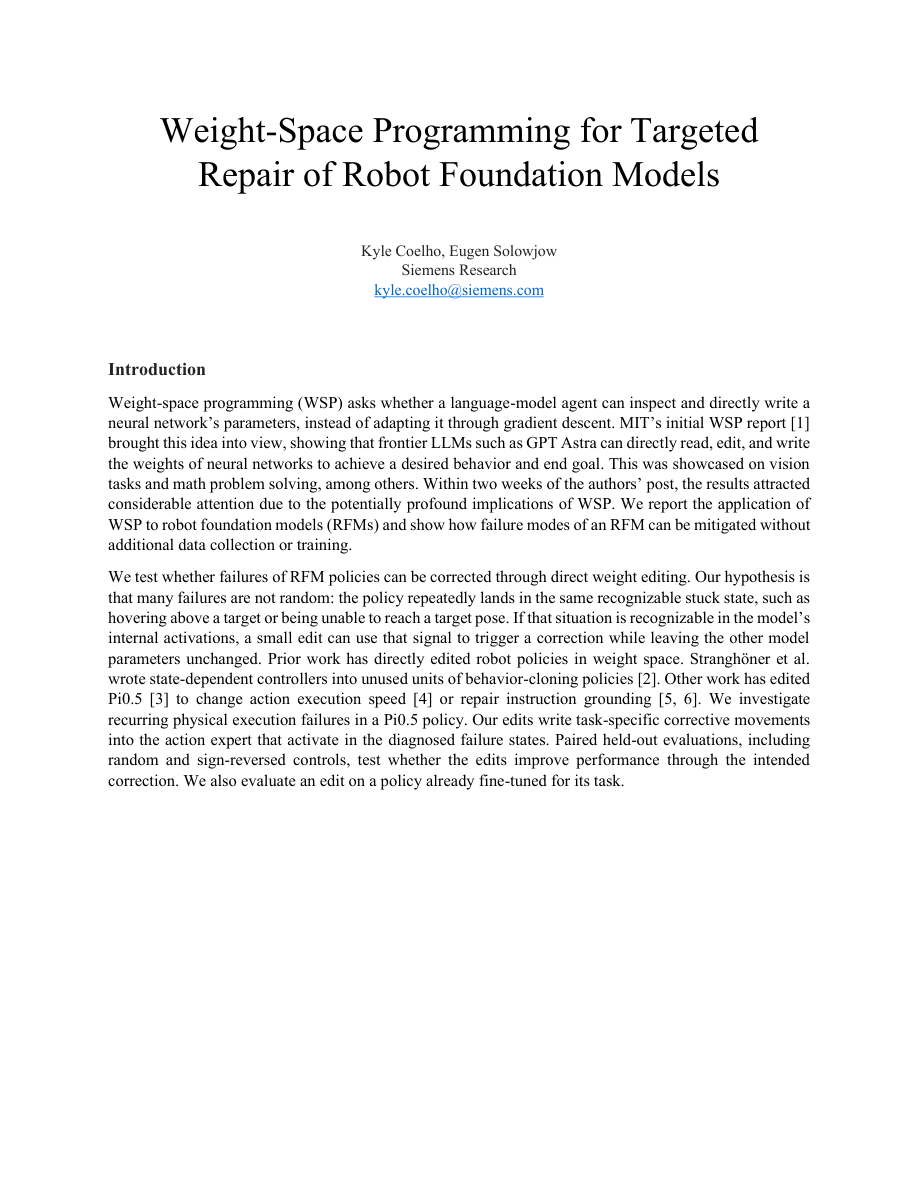 Weight-Space Programming for Targeted
Repair of Robot Foundation Models
Kyle Coelho, Eugen Solowjow
Siemens Research
kyle.coelho@siemens.com
Introduction
Weight-space programming (WSP) asks whether a language-model agent can inspect and directly write a
neural network’s parameters, instead of adapting it through gradient descent. MIT’s initial WSP report [1]
brought this idea into view, showing that frontier LLMs such as GPT Astra can directly read, edit, and write
the weights of neural networks to achieve a desired behavior and end goal. This was showcased on vision
tasks and math problem solving, among others. Within two weeks of the authors’ post, the results attracted
considerable attention due to the potentially profound implications of WSP. We report the application of
WSP to robot foundation models (RFMs) and show how failure modes of an RFM can be mitigated without
additional data collection or training.
We test whether failures of RFM policies can be corrected through direct weight editing. Our hypothesis is
that many failures are not random: the policy repeatedly lands in the same recognizable stuck state, such as
hovering above a target or being unable to reach a target pose. If that situation is recognizable in the model’s
internal activations, a small edit can use that signal to trigger a correction while leaving the other model
parameters unchanged. Prior work has directly edited robot policies in weight space. Stranghöner et al.
wrote state-dependent controllers into unused units of behavior-cloning policies [2]. Other work has edited
Pi0.5 [3] to change action execution speed [4] or repair instruction grounding [5, 6]. We investigate
recurring physical execution failures in a Pi0.5 policy. Our edits write task-specific corrective movements
into the action expert that activate in the diagnosed failure states. Paired held-out evaluations, including
random and sign-reversed controls, test whether the edits improve performance through the intended
correction. We also evaluate an edit on a policy already fine-tuned for its task.